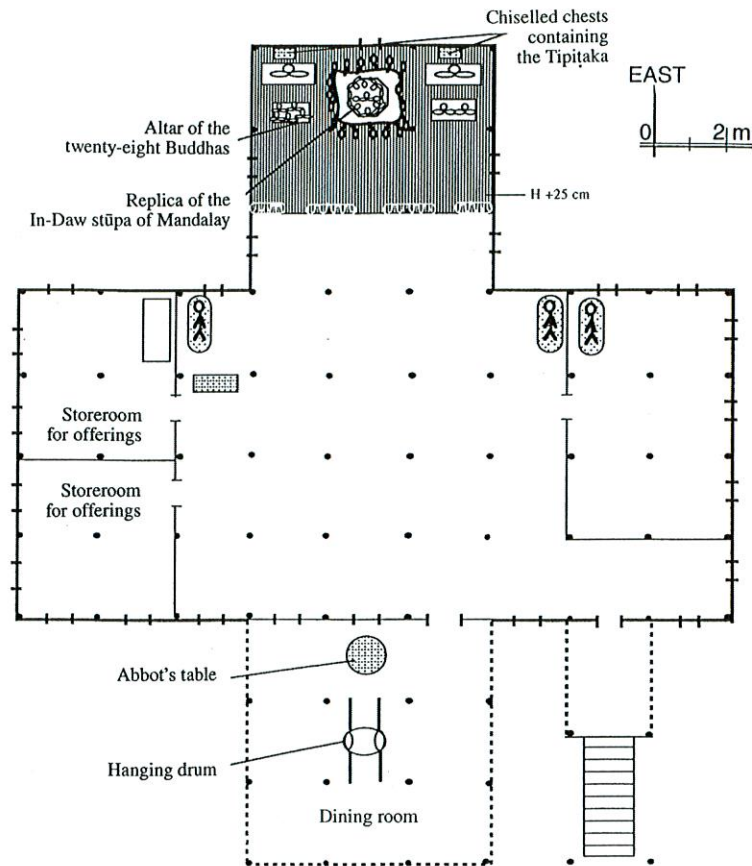 Chiselled chests
containing
the Tipiṭaka
EAST
0 2 m
Altar of the
twenty-eight Buddhas
Replica of the
In-Daw stūpa of Mandalay
H +25 cm
Storeroom
for offerings
Storeroom
for offerings
Abbot's table
Hanging drum
Dining room